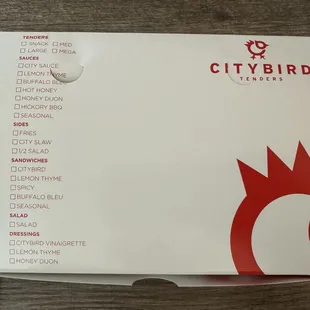 TENDERS
SNACK MED
LARGE MEGA
SAUCES
CITY SAUCE
LEMON THYME
BUFFALO BLEU
HOT HONEY
HONEY DIJON
HICKORY BBQ
SEASONAL
SIDES
FRIES
CITY SLAW
1/2 SALAD
SANDWICHES
CITYBIRD
LEMON THYME
SPICY
BUFFALO BLEU
SEASONAL
SALAD
SALAD
DRESSINGS
CITYBIRD VINAIGRETTE
LEMON THYME
HONEY DIJON
CITYBIRD
TENDERS